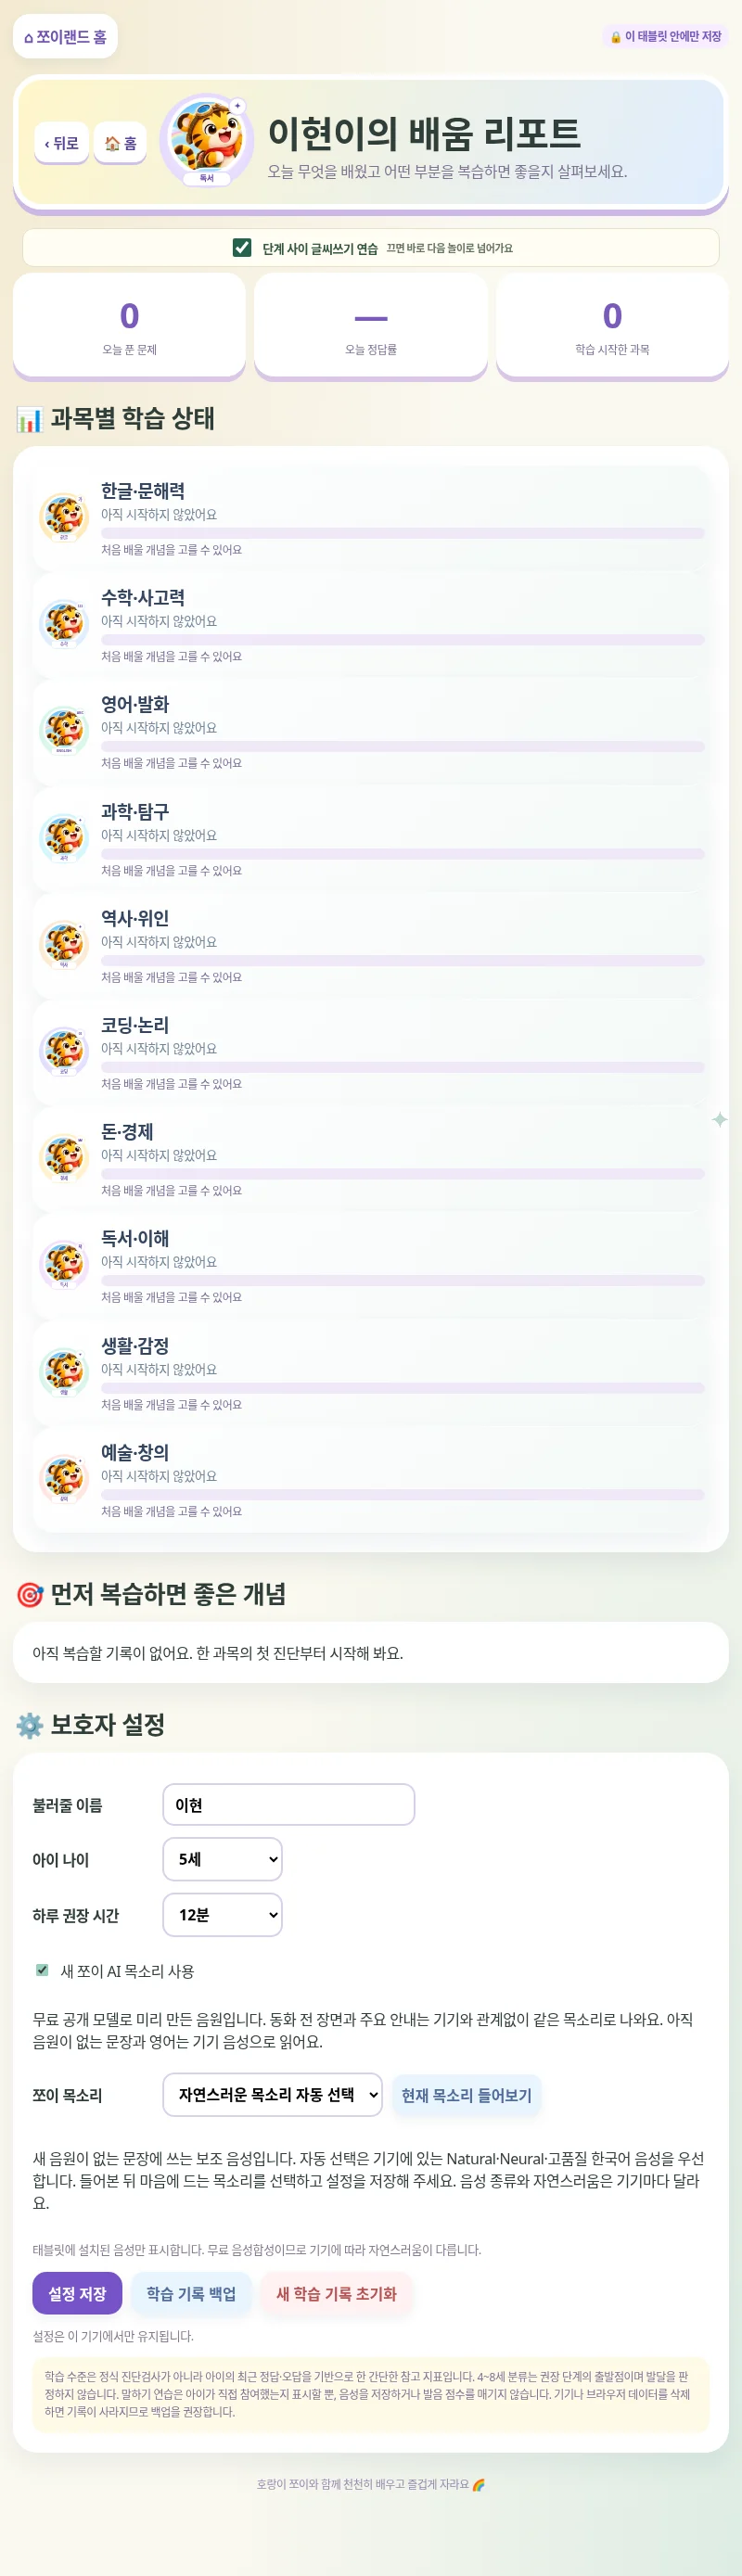 ⌂ 쪼이랜드 홈
🔒 이 태블릿 안에만 저장
‹ 뒤로
🏠 홈
독서
이현이의 배움 리포트
오늘 무엇을 배웠고 어떤 부분을 복습하면 좋을지 살펴보세요.
단계 사이 글씨쓰기 연습 끄면 바로 다음 놀이로 넘어가요
0
오늘 푼 문제
—
오늘 정답률
0
학습 시작한 과목
📊 과목별 학습 상태
한글·문해력
아직 시작하지 않았어요
처음 배울 개념을 고를 수 있어요
수학·사고력
아직 시작하지 않았어요
처음 배울 개념을 고를 수 있어요
영어·발화
아직 시작하지 않았어요
처음 배울 개념을 고를 수 있어요
과학·탐구
아직 시작하지 않았어요
처음 배울 개념을 고를 수 있어요
역사·위인
아직 시작하지 않았어요
처음 배울 개념을 고를 수 있어요
코딩·논리
아직 시작하지 않았어요
처음 배울 개념을 고를 수 있어요
돈·경제
아직 시작하지 않았어요
처음 배울 개념을 고를 수 있어요
독서·이해
아직 시작하지 않았어요
처음 배울 개념을 고를 수 있어요
생활·감정
아직 시작하지 않았어요
처음 배울 개념을 고를 수 있어요
예술·창의
아직 시작하지 않았어요
처음 배울 개념을 고를 수 있어요
🎯 먼저 복습하면 좋은 개념
아직 복습할 기록이 없어요. 한 과목의 첫 진단부터 시작해 봐요.
⚙️ 보호자 설정
불러줄 이름
이현
아이 나이
5세
하루 권장 시간
12분
새 쪼이 AI 목소리 사용
무료 공개 모델로 미리 만든 음원입니다. 동화 전 장면과 주요 안내는 기기와 관계없이 같은 목소리로 나와요. 아직
음원이 없는 문장과 영어는 기기 음성으로 읽어요.
쪼이 목소리
자연스러운 목소리 자동 선택
현재 목소리 들어보기
새 음원이 없는 문장에 쓰는 보조 음성입니다. 자동 선택은 기기에 있는 Natural·Neural·고품질 한국어 음성을 우선
합니다. 들어본 뒤 마음에 드는 목소리를 선택하고 설정을 저장해 주세요. 음성 종류와 자연스러움은 기기마다 달라
요.
태블릿에 설치된 음성만 표시합니다. 무료 음성합성이므로 기기에 따라 자연스러움이 다릅니다.
설정 저장
학습 기록 백업
새 학습 기록 초기화
설정은 이 기기에서만 유지됩니다.
학습 수준은 정식 진단검사가 아니라 아이의 최근 정답·오답을 기반으로 한 간단한 참고 지표입니다. 4~8세 분류는 권장 단계의 출발점이며 발달을 판
정하지 않습니다. 말하기 연습은 아이가 직접 참여했는지 표시할 뿐, 음성을 저장하거나 발음 점수를 매기지 않습니다. 기기나 브라우저 데이터를 삭제
하면 기록이 사라지므로 백업을 권장합니다.
호랑이 쪼이와 함께 천천히 배우고 즐겁게 자라요 🌈